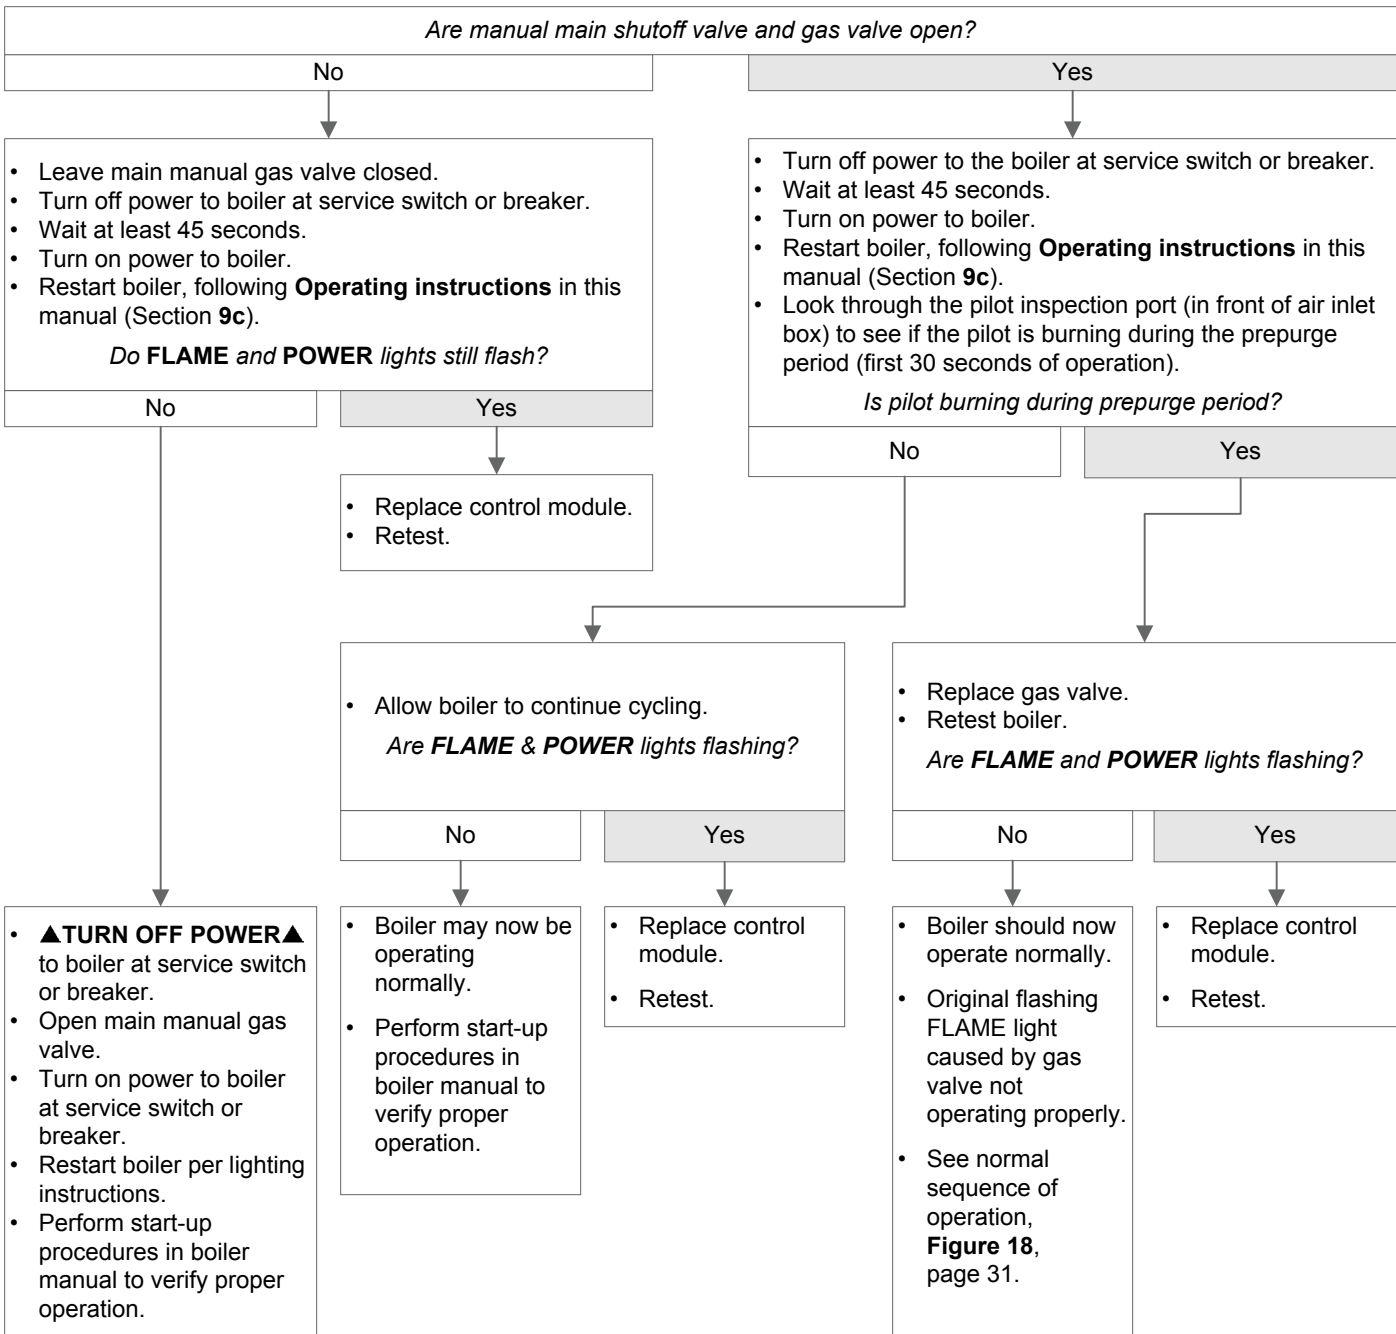 Are manual main shutoff valve and gas valve open?
No
Yes
• Leave main manual gas valve closed.
• Turn off power to boiler at service switch or breaker.
• Wait at least 45 seconds.
• Turn on power to boiler.
• Restart boiler, following Operating instructions in this
manual (Section 9c).
Do FLAME and POWER lights still flash?
No
Yes
• Turn off power to the boiler at service switch or breaker.
• Wait at least 45 seconds.
• Turn on power to boiler.
• Restart boiler, following Operating instructions in this
manual (Section 9c).
• Look through the pilot inspection port (in front of air inlet
box) to see if the pilot is burning during the prepurge
period (first 30 seconds of operation).
Is pilot burning during prepurge period?
No
Yes
• Replace control module.
• Retest.
• Allow boiler to continue cycling.
Are FLAME & POWER lights flashing?
No
Yes
• Replace gas valve.
• Retest boiler.
Are FLAME and POWER lights flashing?
No
Yes
• ▲TURN OFF POWER▲
to boiler at service switch
or breaker.
• Open main manual gas
valve.
• Turn on power to boiler
at service switch or
breaker.
• Restart boiler per lighting
instructions.
• Perform start-up
procedures in boiler
manual to verify proper
operation.
• Boiler may now be
operating
normally.
• Perform start-up
procedures in
boiler manual to
verify proper
operation.
• Replace control
module.
• Retest.
• Boiler should now
operate normally.
• Original flashing
FLAME light
caused by gas
valve not
operating properly.
• See normal
sequence of
operation,
Figure 18,
page 31.
• Replace control
module.
• Retest.